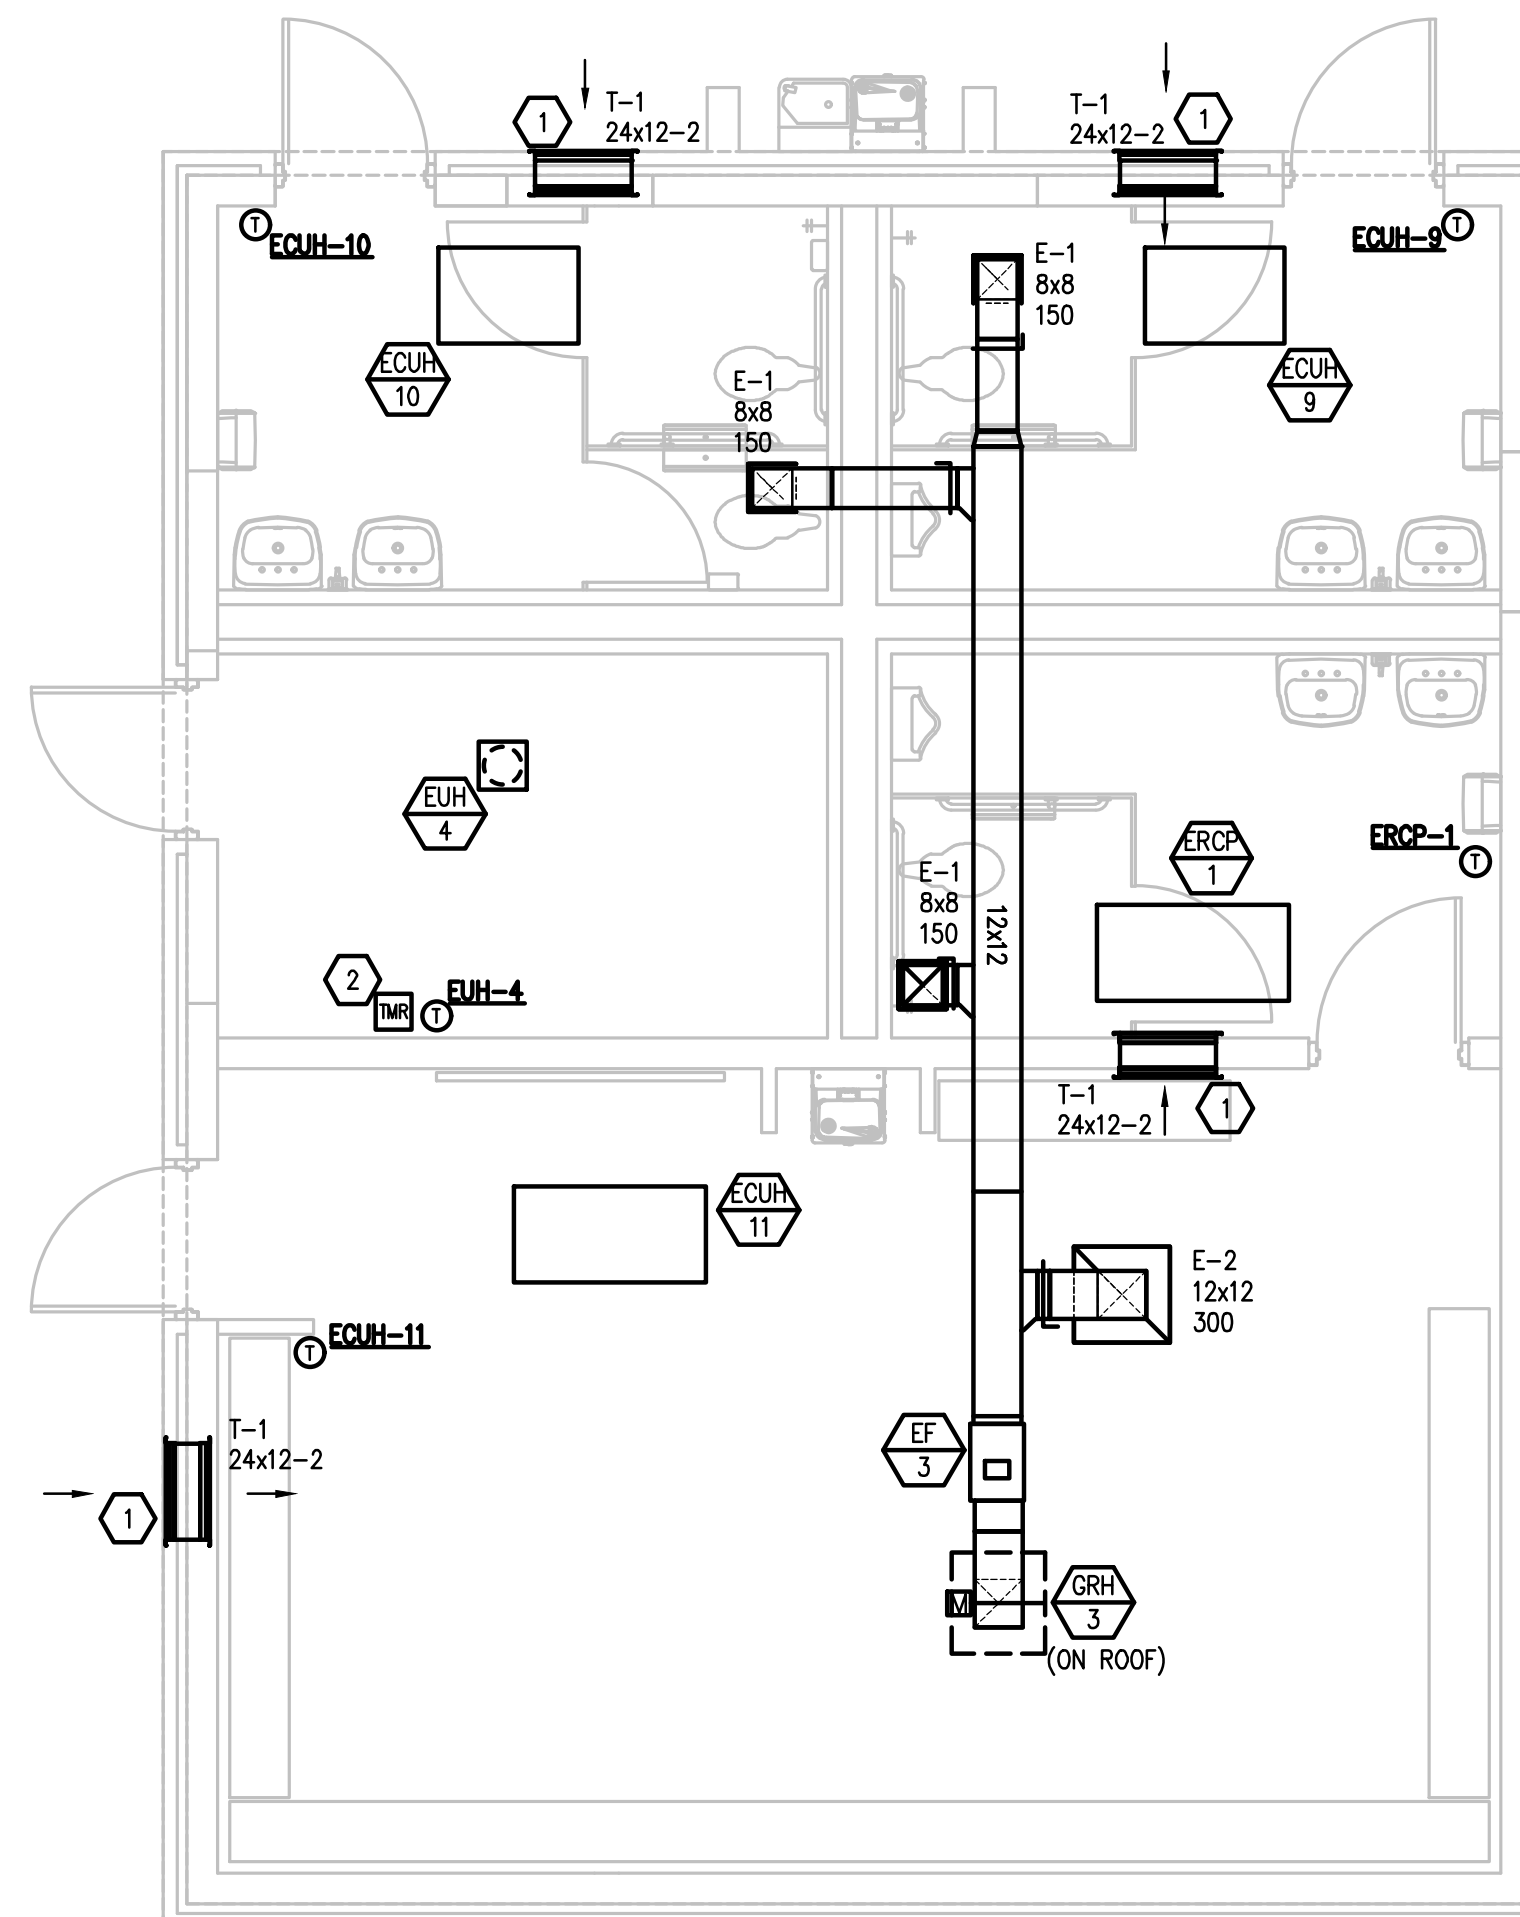 T-1
24x12-2
1
T-1
24x12-2
1
T
ECUH-10
ECUH-9
T
E-1
8x8
150
ECUH
10
ECUH
9
E-1
8x8
150
EUH
4
ERCP
1
ERCP-1
T
E-1
8x8
150
12x12
2
TMR
T
EUH-4
T-1
24x12-2
1
ECUH
11
E-2
12x12
300
T
ECUH-11
T-1
24x12-2
1
EF
3
M
GRH
3
(ON ROOF)